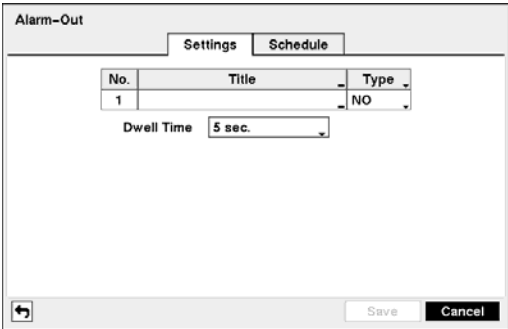 Alarm-Out
Settings Schedule
No. Title Type
1 NO
Dwell Time 5 sec.
Save Cancel